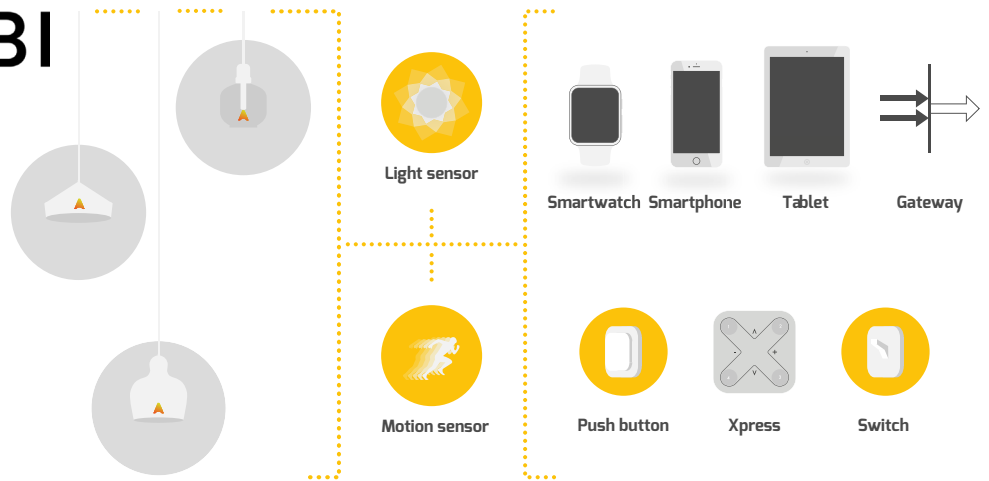 BI
Light sensor
Smartwatch Smartphone Tablet Gateway
Motion sensor
Push button Xpress Switch